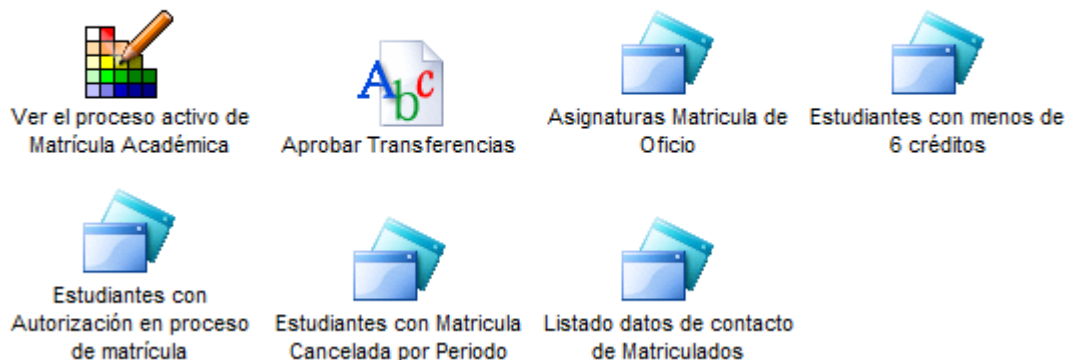 Ver el proceso activo de
Matrícula Académica
Abc
Aprobar Transferencias
Asignaturas Matricula de
Oficio
Estudiantes con menos de
6 créditos
Estudiantes con
Autorización en proceso
de matrícula
Estudiantes con Matricula
Cancelada por Periodo
Listado datos de contacto
de Matriculados